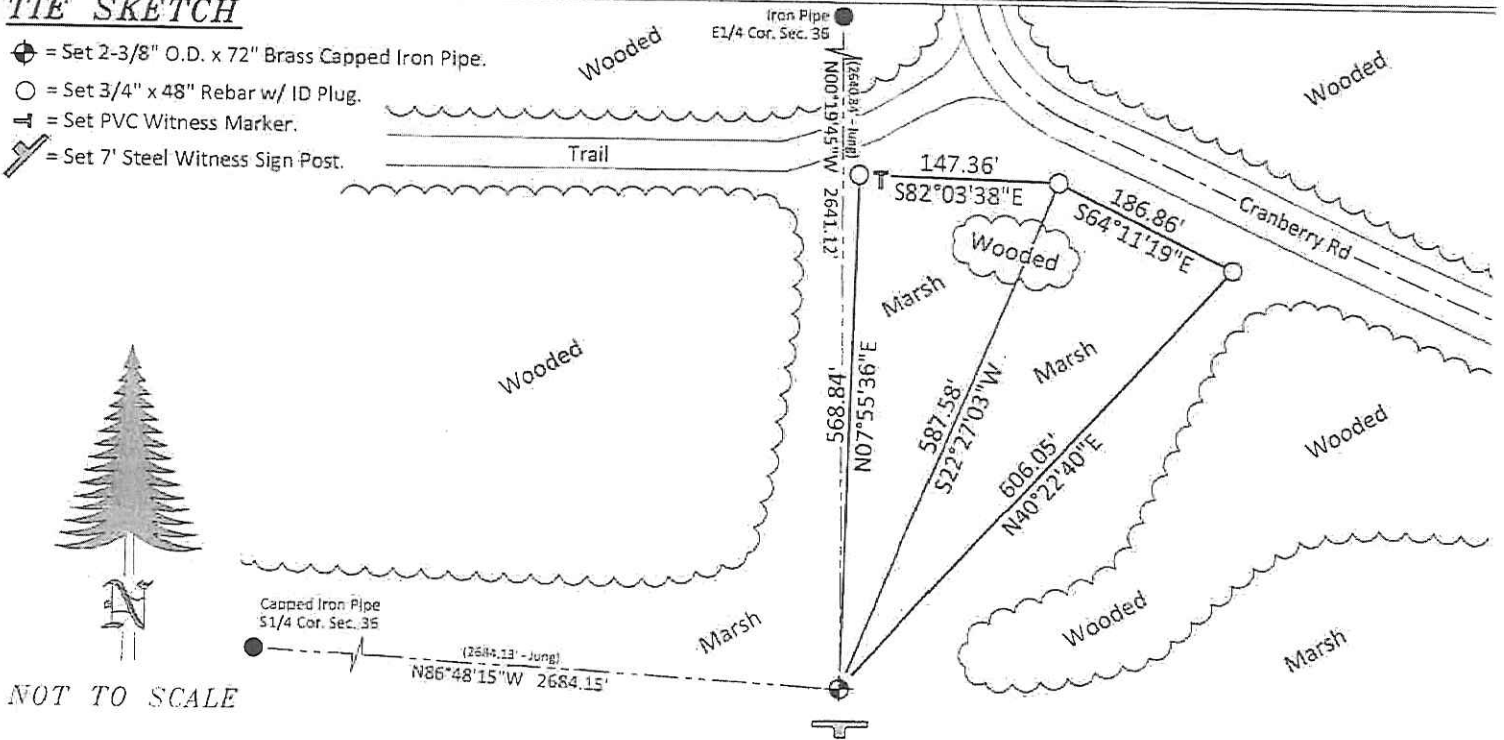 TIE SKETCH
= Set 2-3/8" O.D. x 72" Brass Capped Iron Pipe.
= Set 3/4" x 48" Rebar w/ ID Plug.
= Set PVC Witness Marker.
= Set 7' Steel Witness Sign Post.
Iron Pipe
E1/4 Cor. Sec. 36
Wooded
Wooded
Trail
(2640.84' - Jung)
N00°19'45"W 2641.12'
147.36'
S82°03'38"E
186.86'
S64°11'19"E
Cranberry Rd
Wooded
Marsh
Marsh
Wooded
568.84'
N07°55'36"E
587.58'
S22°27'03"W
606.05'
N40°22'40"E
Wooded
Wooded
Marsh
Marsh
N
Capped Iron Pipe
S1/4 Cor. Sec. 36
(2684.13' - Jung)
N86°48'15"W 2684.15'
NOT TO SCALE